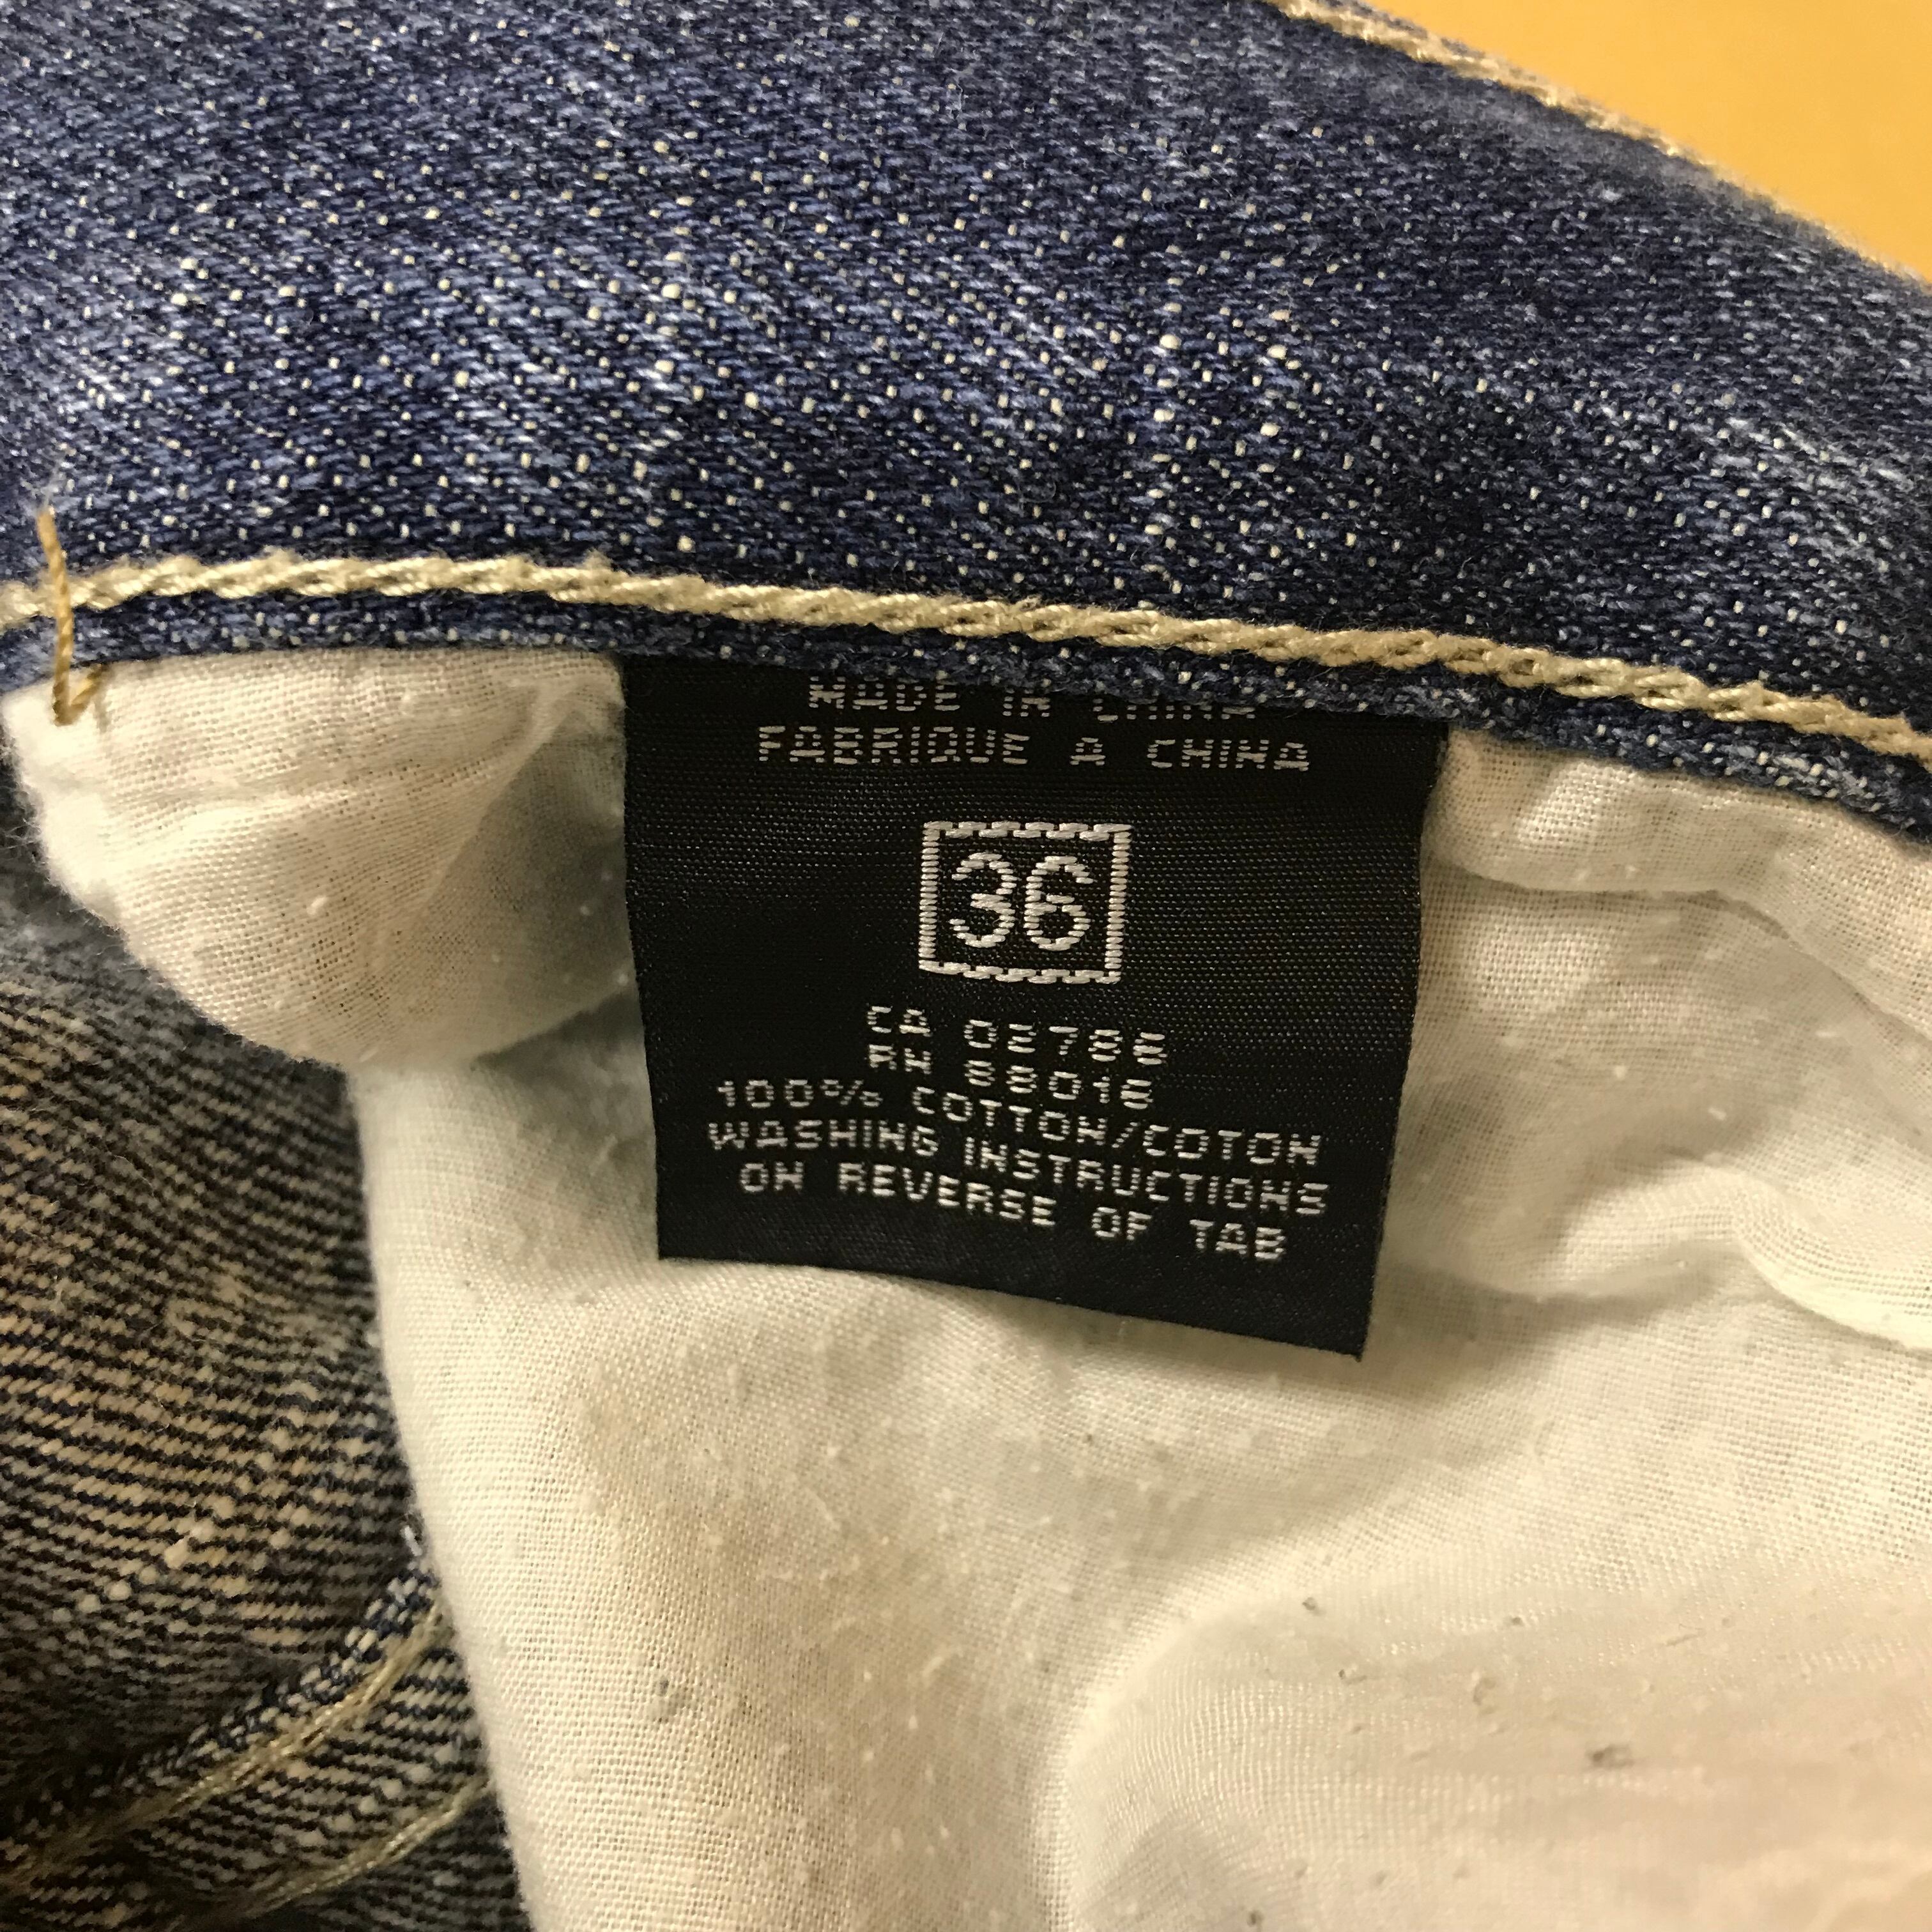 MADE IN CHINA
FABRIQUE A CHINA
36
CA 02786
RN 88016
100% COTTON/COTON
WASHING INSTRUCTIONS
ON REVERSE OF TAB